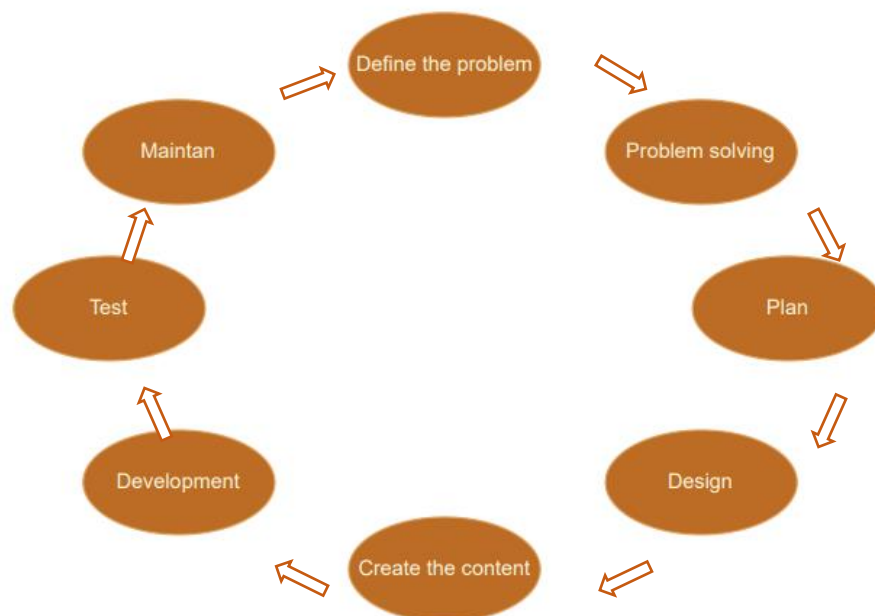 Define the problem
Problem solving
Plan
Design
Create the content
Development
Test
Maintan